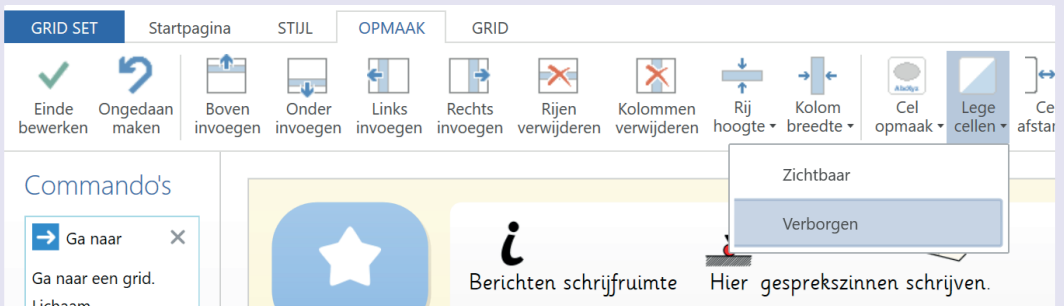 GRID SET Startpagina STIJL OPMAAK GRID
Einde bewerken
Ongedaan maken
Boven invoegen
Onder invoegen
Links invoegen
Rechts invoegen
Rijen verwijderen
Kolommen verwijderen
Rij hoogte
Kolom breedte
Cel opmaak
Lege cellen
Zichtbaar
Verborgen
Commando's
Ga naar
Ga naar een grid.
Lichaam
Berichten schrijfruimte Hier gesprekszinnen schrijven.